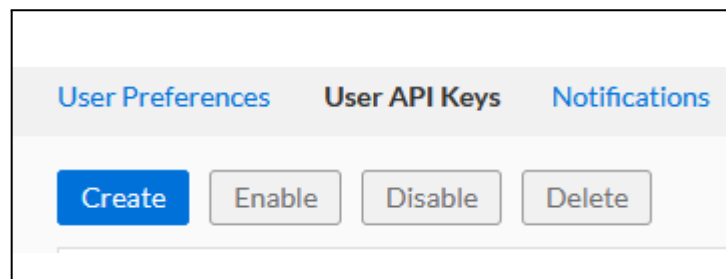 User Preferences User API Keys Notifications
Create Enable Disable Delete